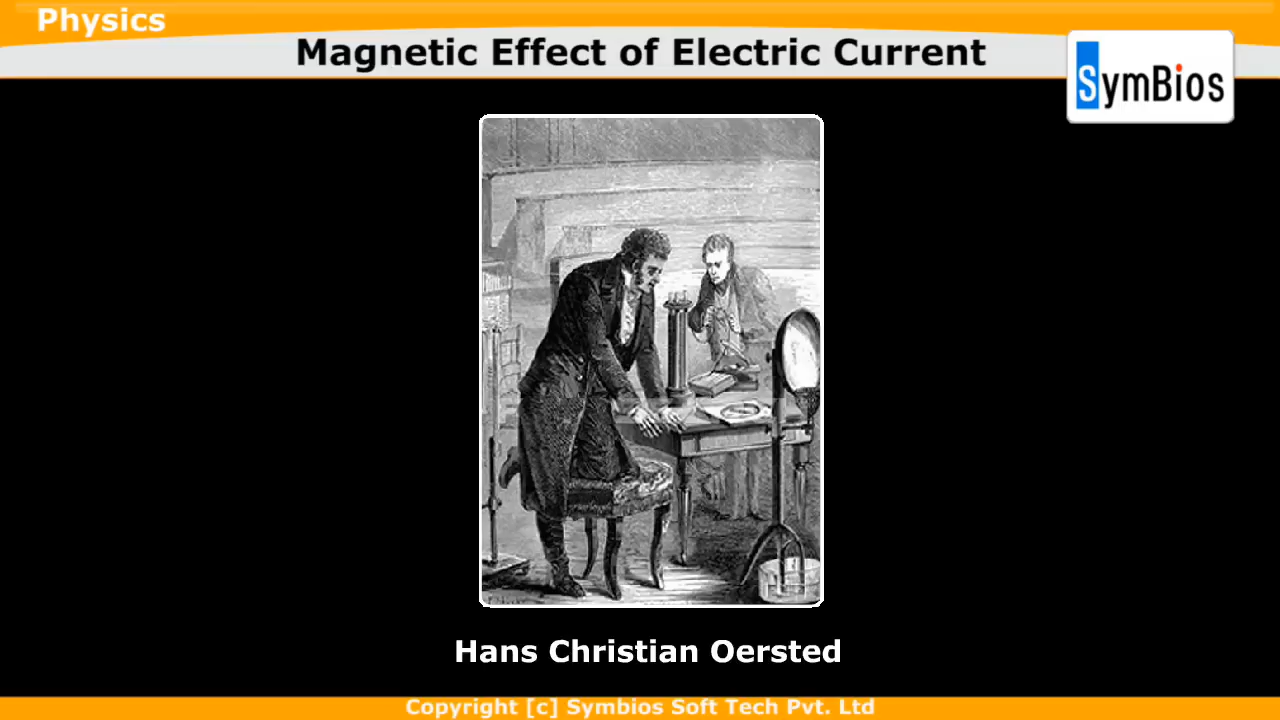 Physics
Magnetic Effect of Electric Current
SymBios
Hans Christian Oersted
Copyright [c] Symbios Soft Tech Pvt. Ltd